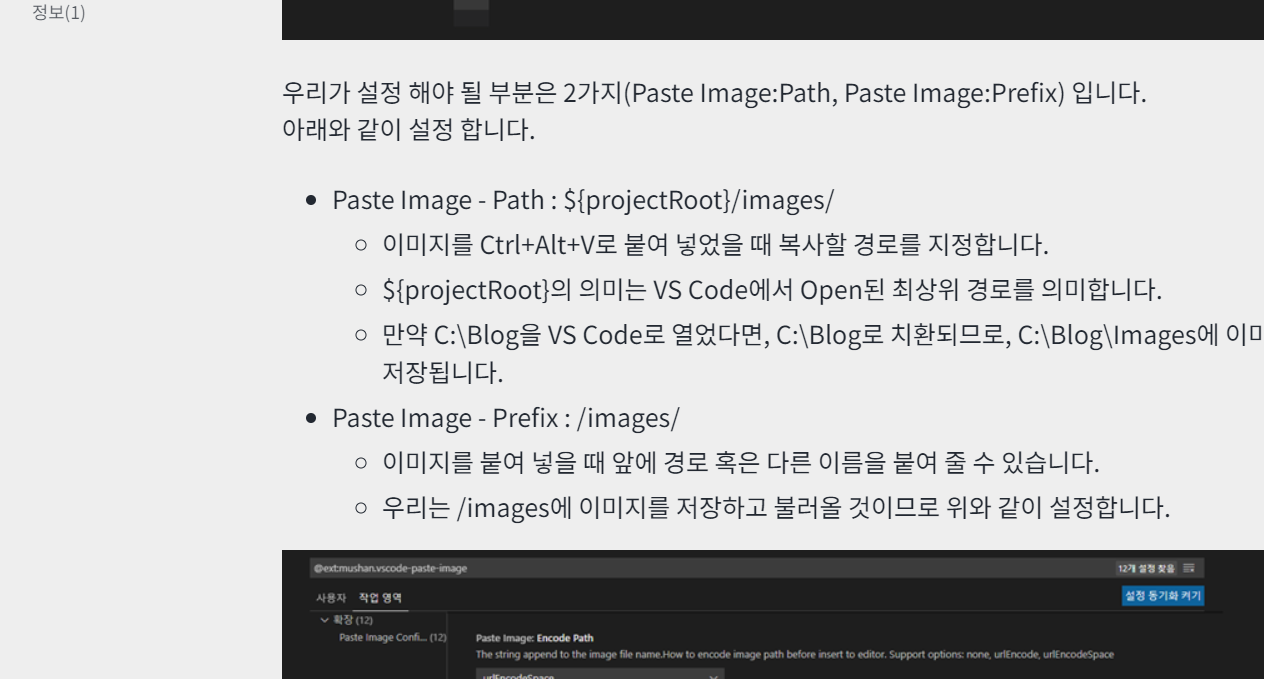 정보(1)
우리가 설정 해야 될 부분은 2가지(Paste Image:Path, Paste Image:Prefix) 입니다.
아래와 같이 설정 합니다.
Paste Image - Path : ${projectRoot}/images/
이미지를 Ctrl+Alt+V로 붙여 넣었을 때 복사할 경로를 지정합니다.
${projectRoot}의 의미는 VS Code에서 Open된 최상위 경로를 의미합니다.
만약 C:\Blog을 VS Code로 열었다면, C:\Blog로 치환되므로, C:\Blog\Images에 이미
저장됩니다.
Paste Image - Prefix : /images/
이미지를 붙여 넣을 때 앞에 경로 혹은 다른 이름을 붙여 줄 수 있습니다.
우리는 /images에 이미지를 저장하고 불러올 것이므로 위와 같이 설정합니다.
@ext:mushan.vscode-paste-image
12개 설정 찾음
사용자 작업 영역
설정 동기화 켜기
확장 (12)
Paste Image Confi... (12)
Paste Image: Encode Path
The string append to the image file name.How to encode image path before insert to editor. Support options: none, urlEncode, urlEncodeSpace
urlEncodeSpace